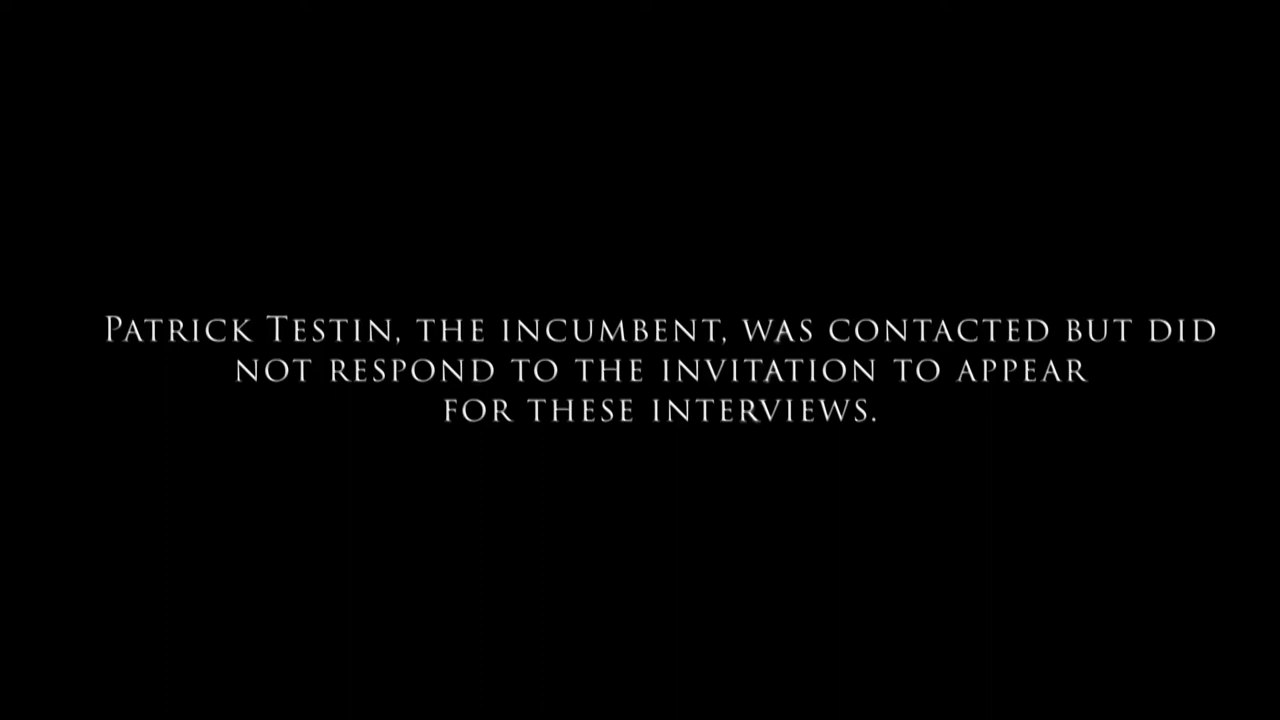 Patrick Testin, the incumbent, was contacted but did
not respond to the invitation to appear
for these interviews.